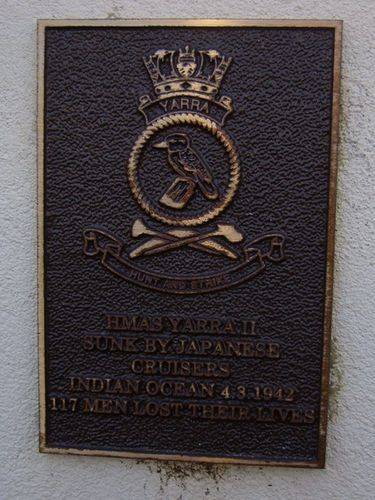 YARRA
HUNT AND STRIKE
HMAS YARRA II
SUNK BY JAPANESE
CRUISERS
INDIAN OCEAN 4.3.1942
117 MEN LOST THEIR LIVES